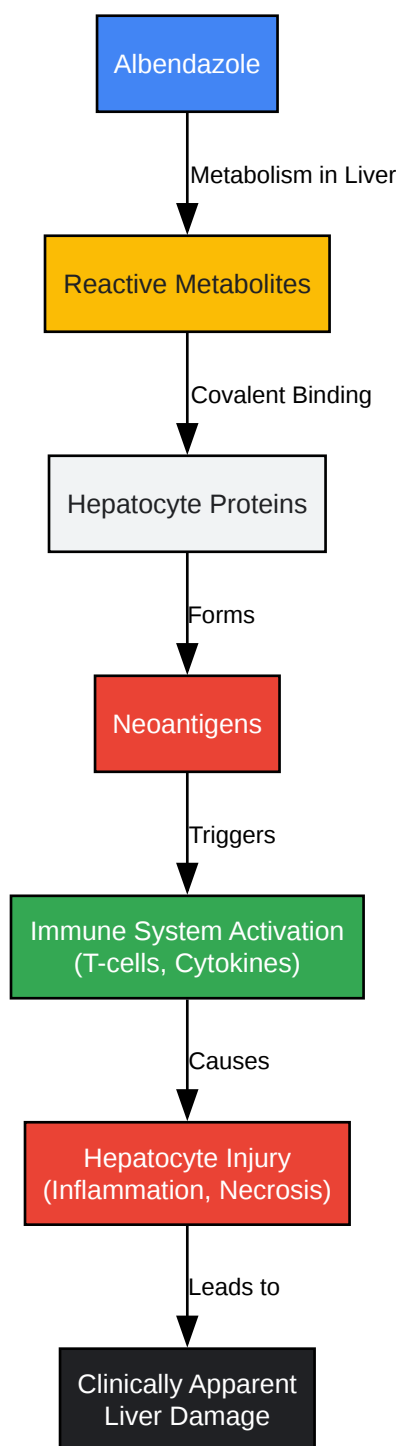 Albendazole
Metabolism in Liver
Reactive Metabolites
Covalent Binding
Hepatocyte Proteins
Forms
Neoantigens
Triggers
Immune System Activation
(T-cells, Cytokines)
Causes
Hepatocyte Injury
(Inflammation, Necrosis)
Leads to
Clinically Apparent
Liver Damage